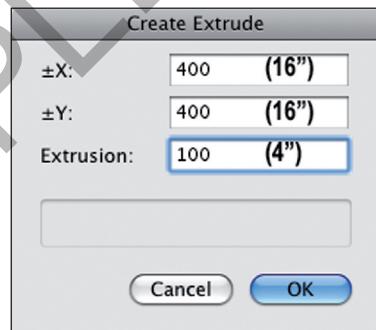 Create Extrude
±X: 400 (16”)
±Y: 400 (16”)
Extrusion: 100 (4”)
Cancel OK